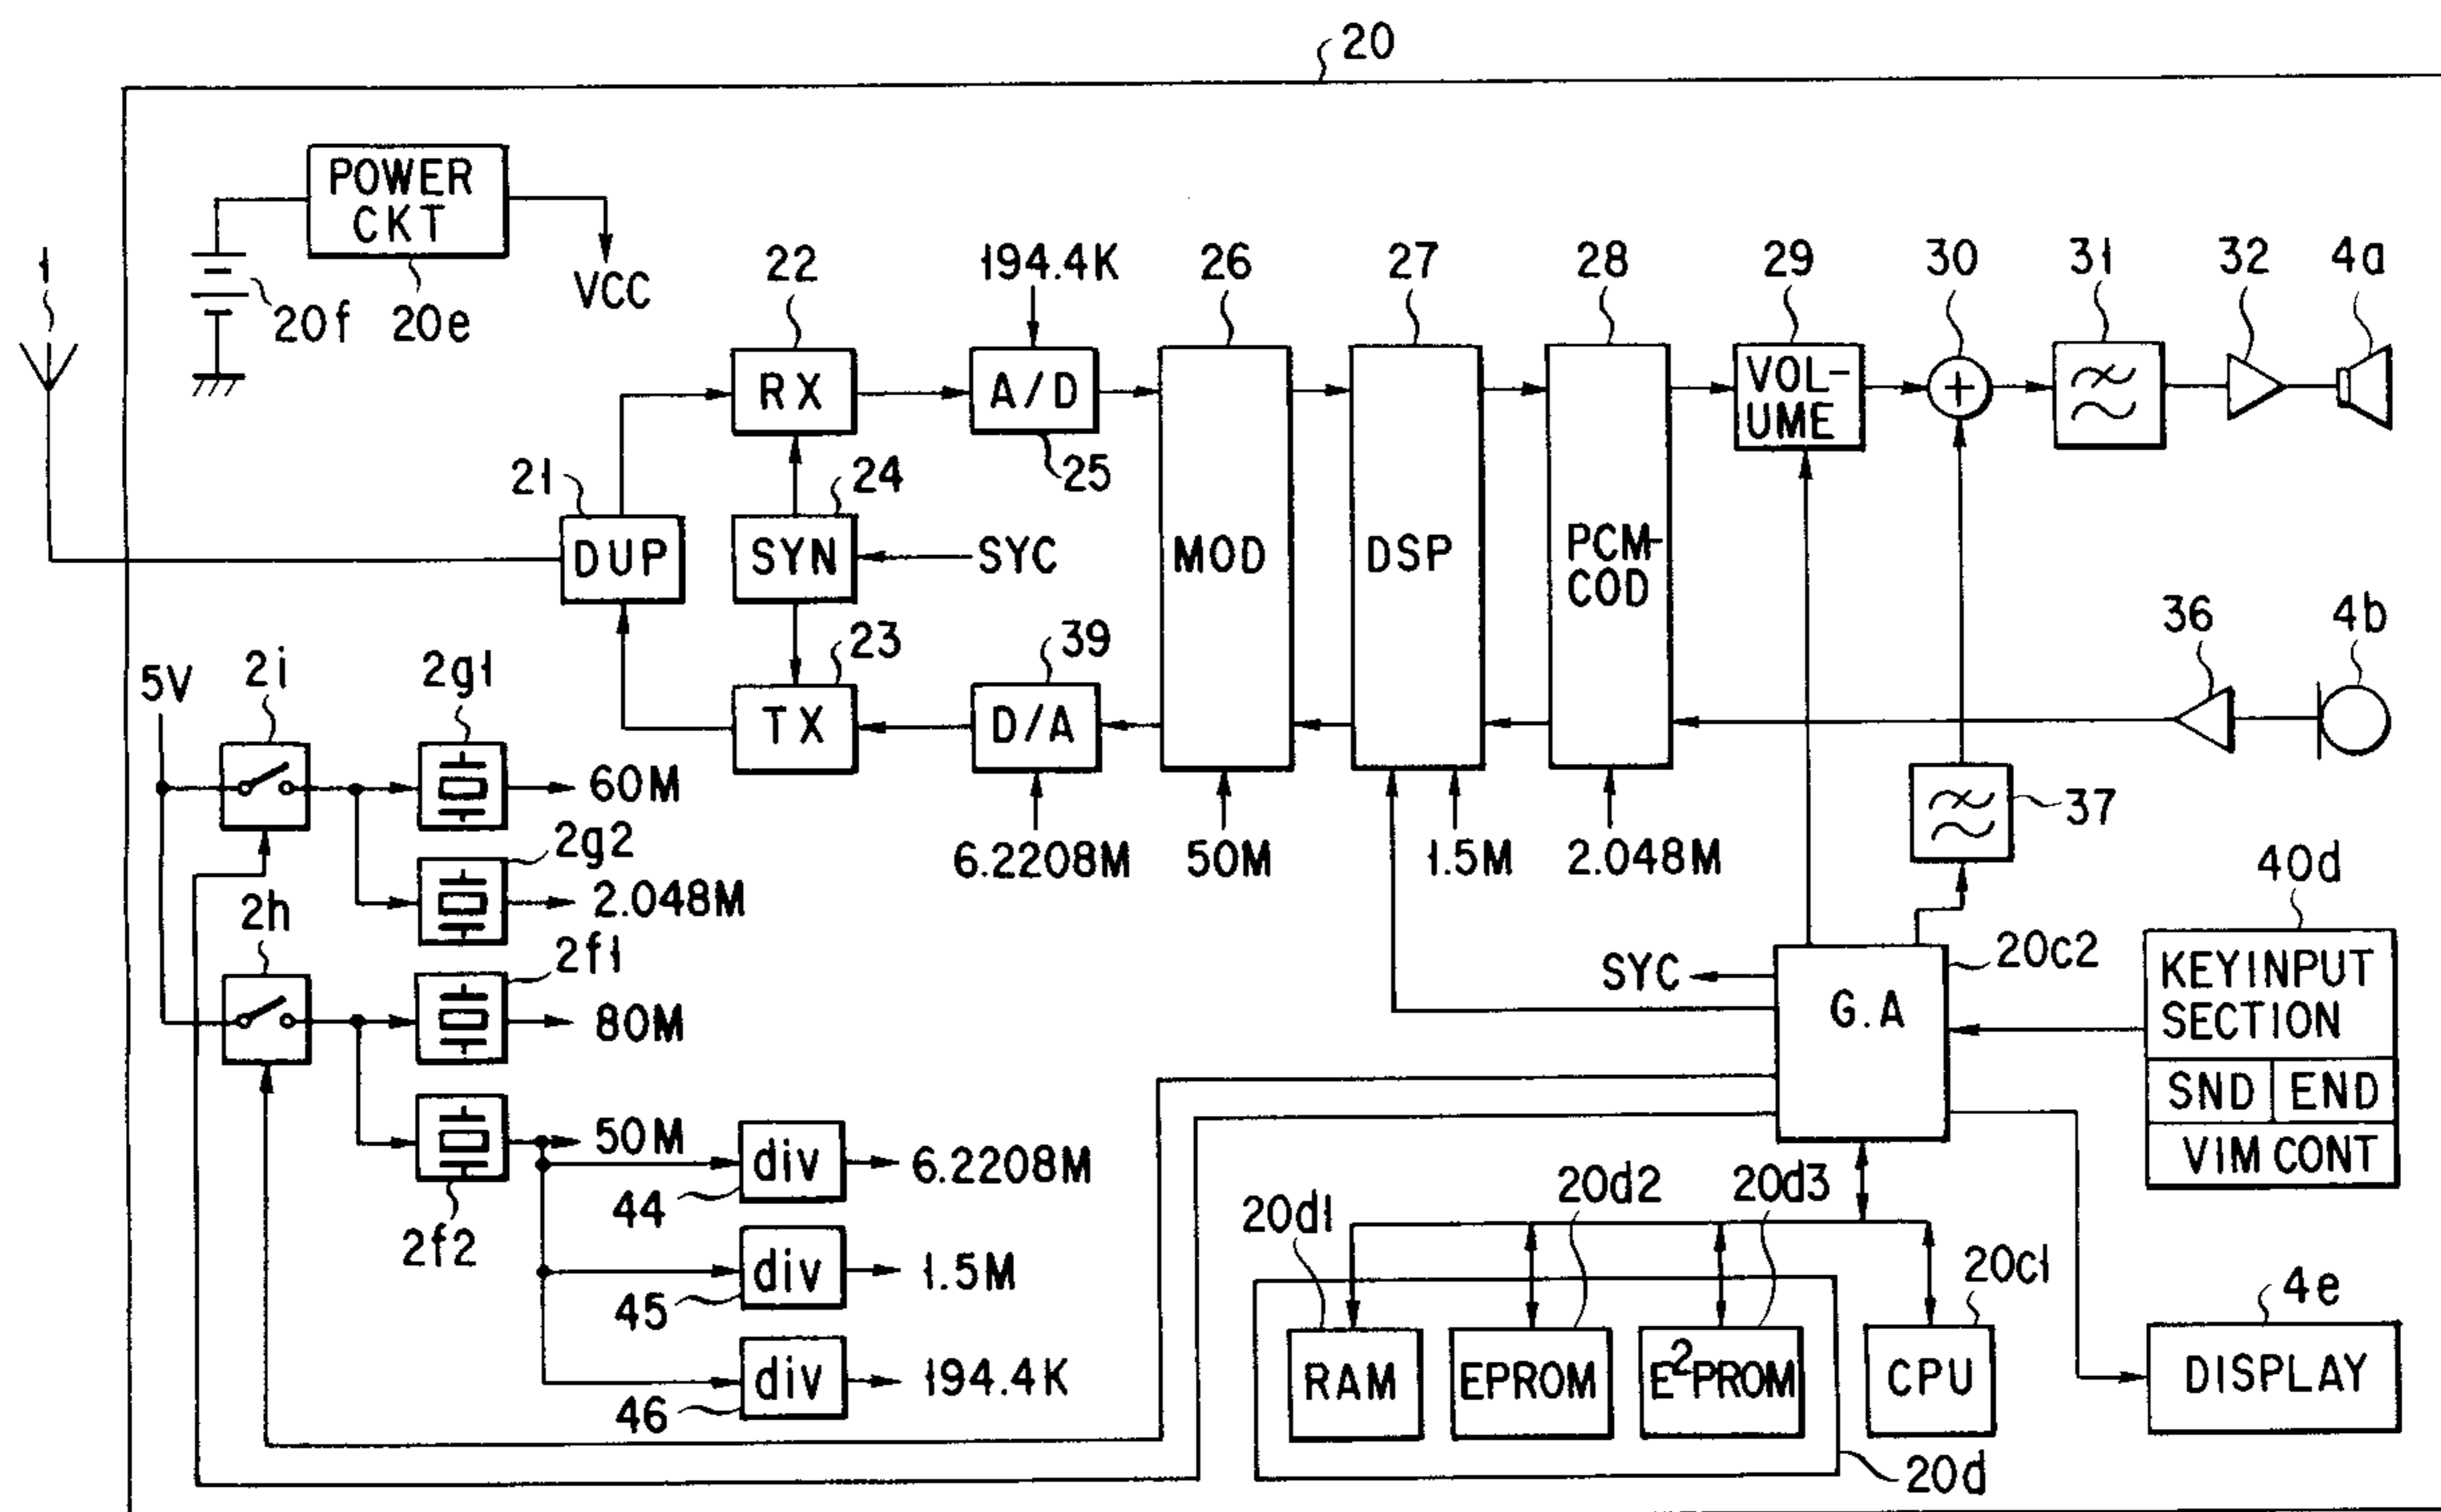 20
POWER
CKT
VCC
20f
20e
1
22
194.4K
26
27
28
29
30
31
32
4a
RX
A/D
VOL-
UME
+
25
21
24
DUP
SYN
SYC
MOD
DSP
PCM-
COD
23
39
TX
D/A
36
4b
5V
2i
2g1
60M
6.2208M
50M
1.5M
2.048M
37
2g2
2.048M
2h
2f1
80M
40d
20c2
SYC
G.A
KEYINPUT
SECTION
SND
END
VIM CONT
50M
2f2
div
6.2208M
44
div
1.5M
45
div
194.4K
46
20d1
20d2
20d3
20c1
4e
RAM
EPROM
E²PROM
CPU
DISPLAY
20d